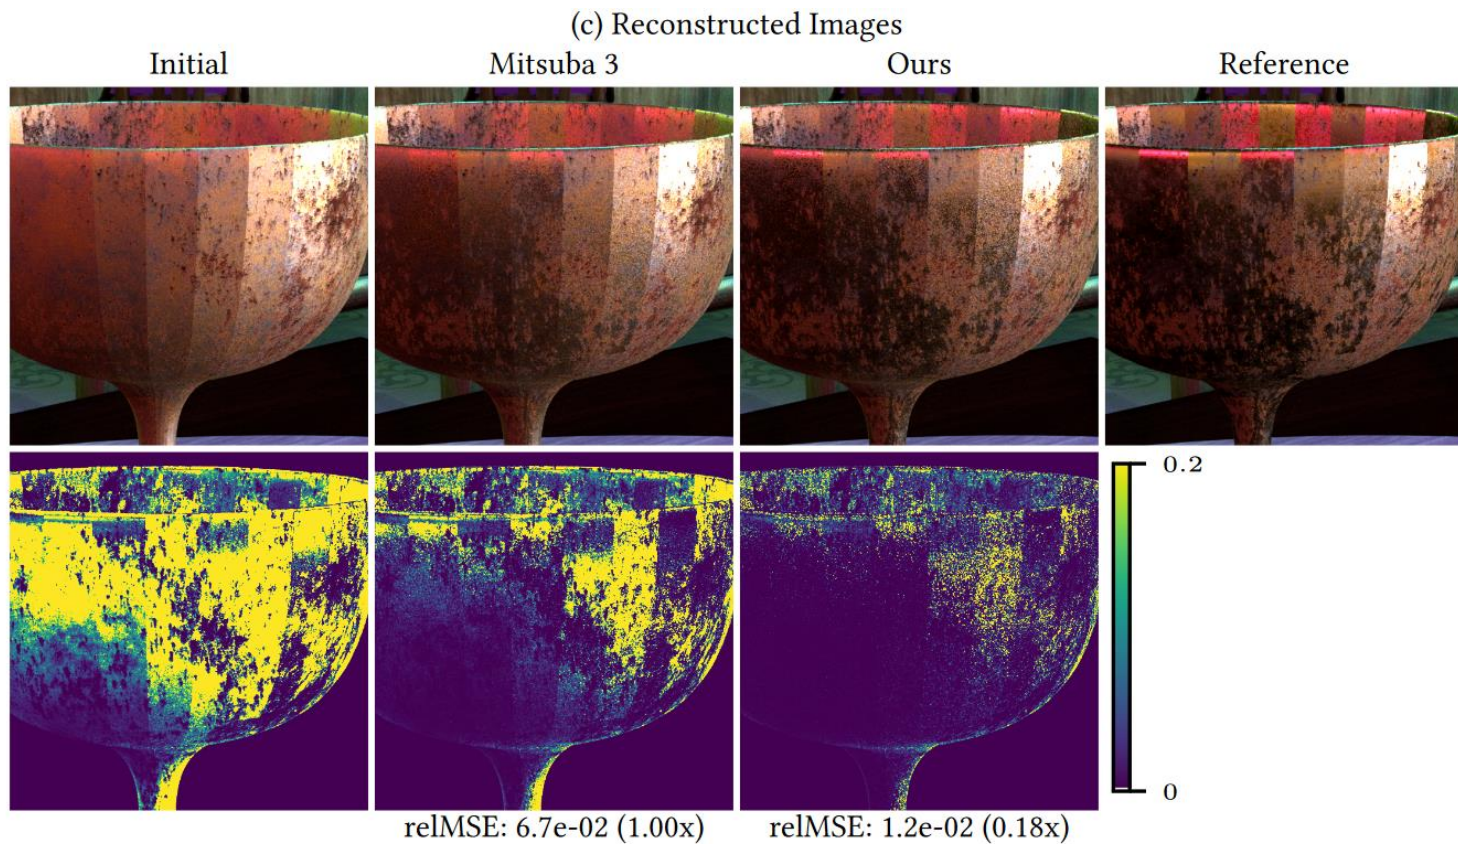 (c) Reconstructed Images
Initial Mitsuba 3 Ours Reference
0.2
0
relMSE: 6.7e-02 (1.00x) relMSE: 1.2e-02 (0.18x)